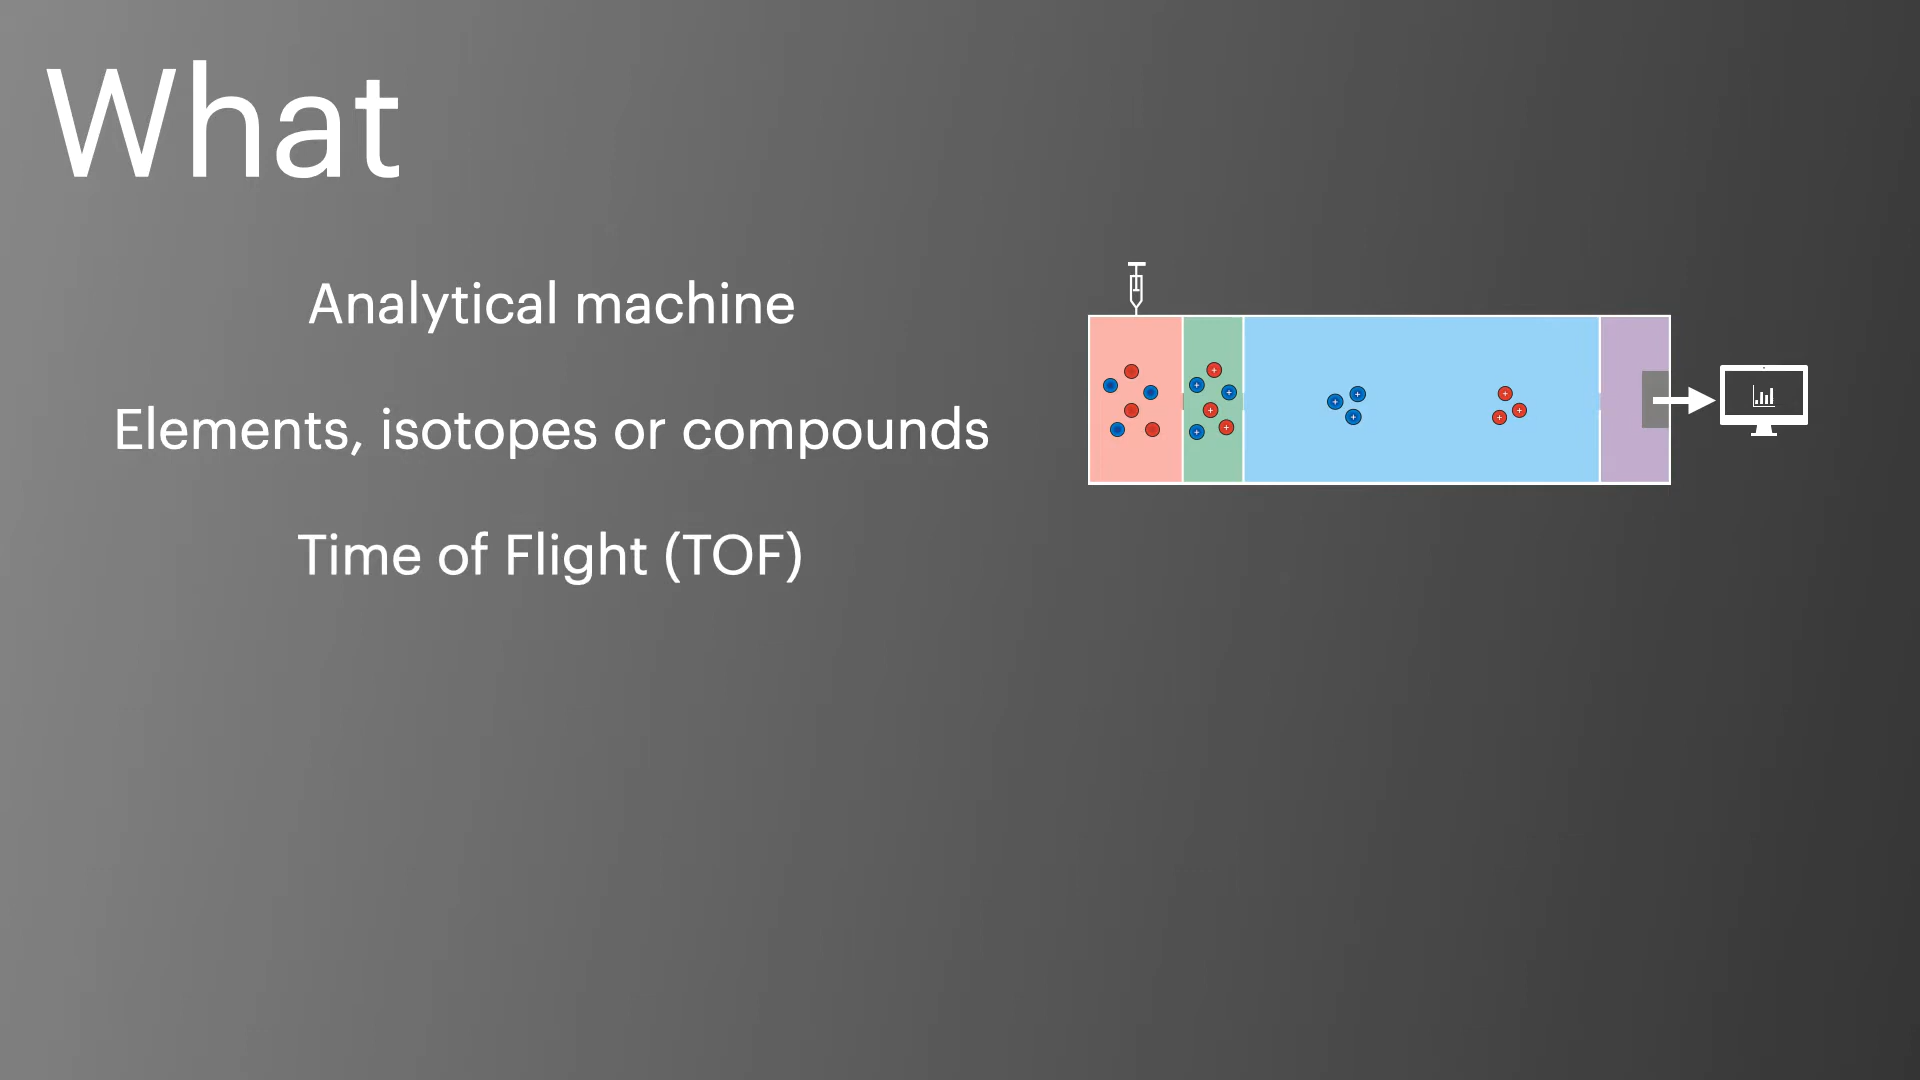 What
Analytical machine
Elements, isotopes or compounds
Time of Flight (TOF)